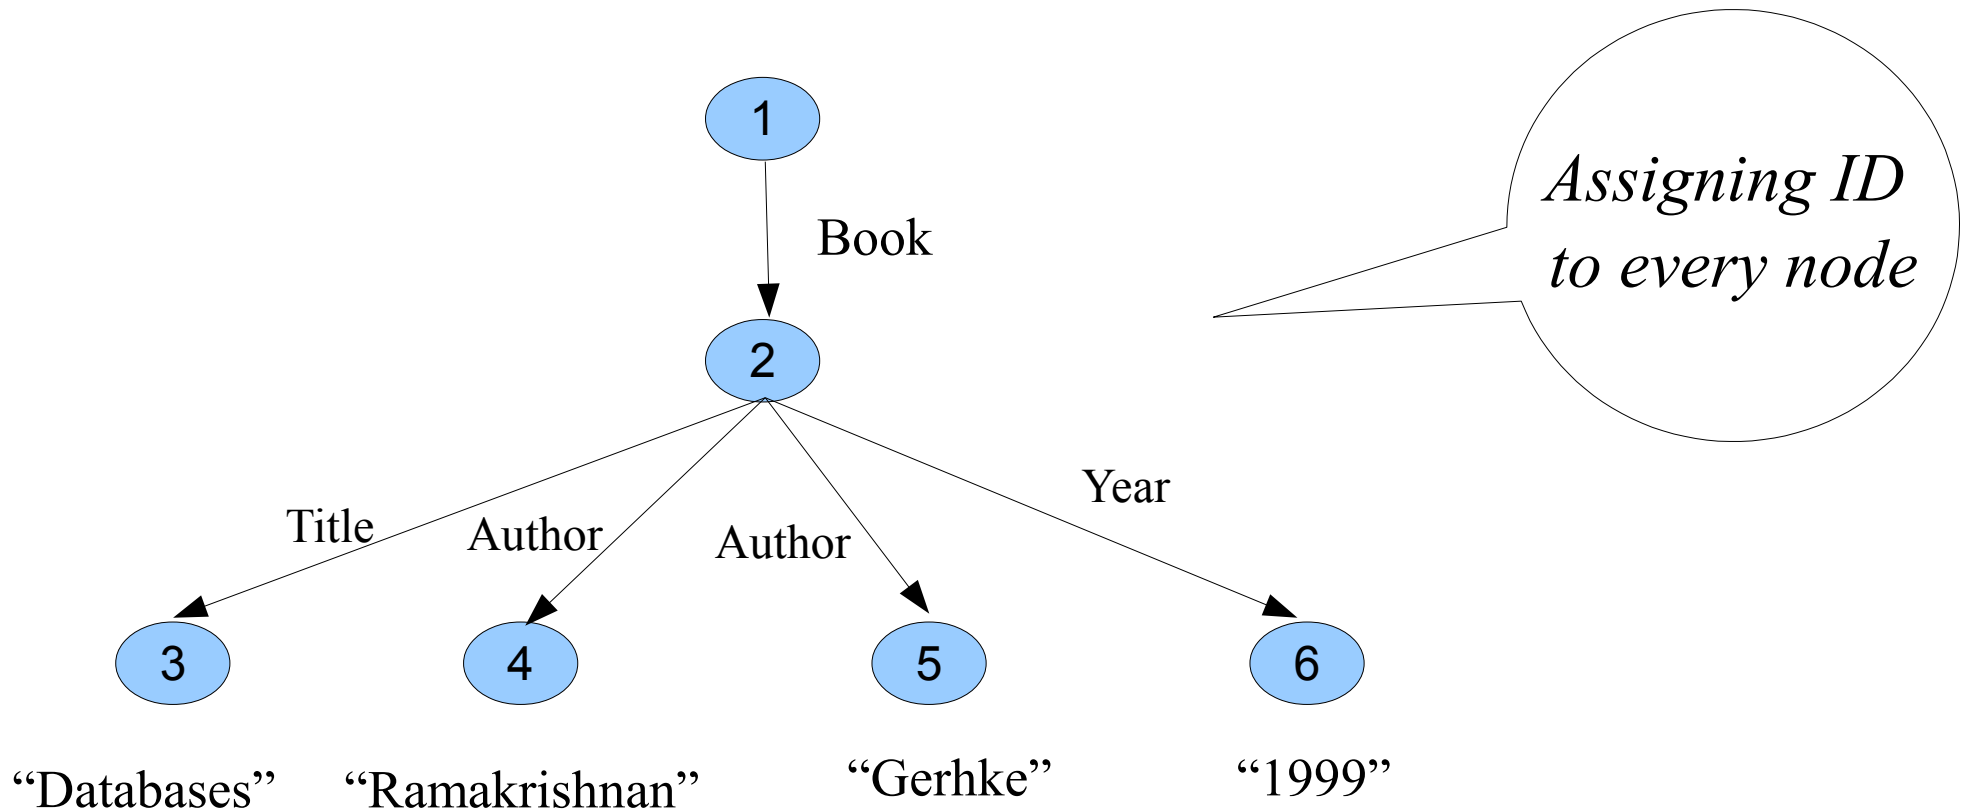 1
Assigning ID
to every node
Book
2
Year
Title
Author
Author
3
4
5
6
“Databases”
“Ramakrishnan”
“Gerhke”
“1999”